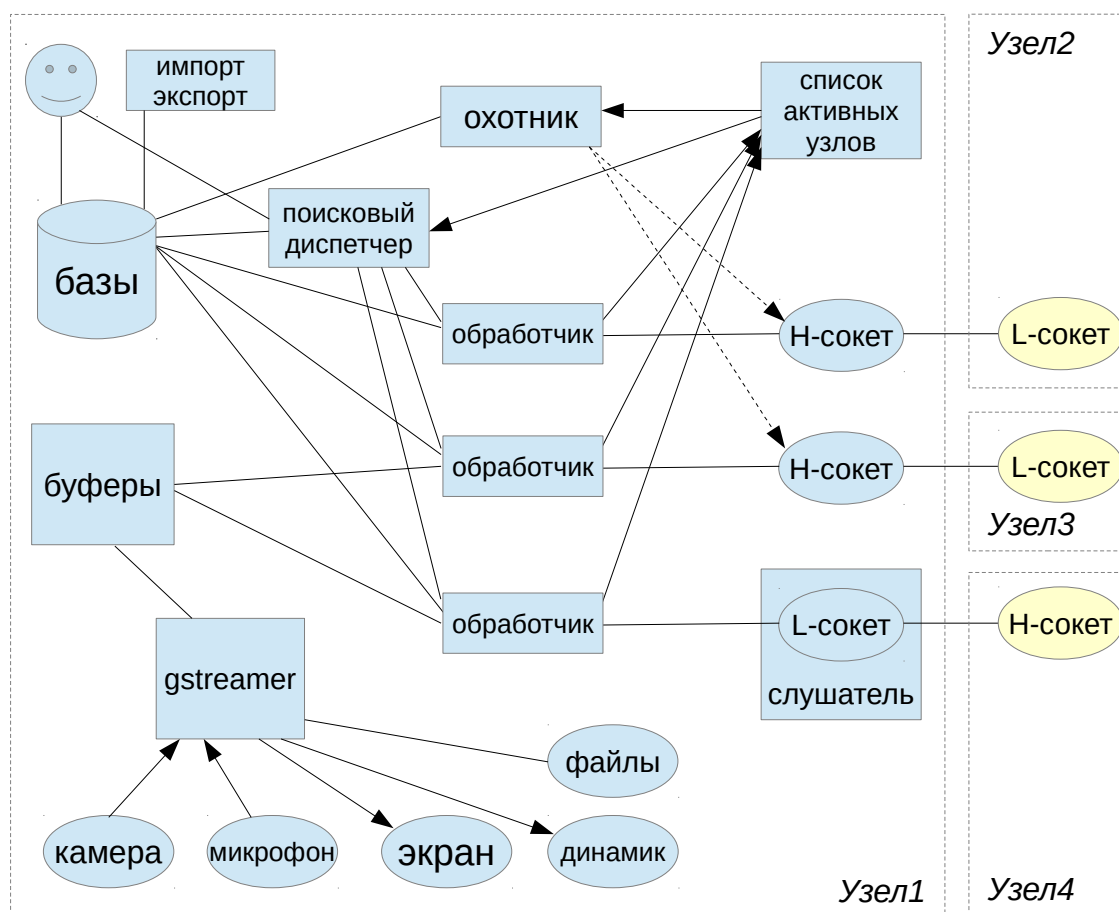 Узел2
импорт
экспорт
список
активных
узлов
охотник
поисковый
диспетчер
базы
обработчик
H-сокет
L-сокет
обработчик
H-сокет
L-сокет
буферы
Узел3
обработчик
L-сокет
H-сокет
слушатель
gstreamer
файлы
камера
микрофон
экран
динамик
Узел1
Узел4